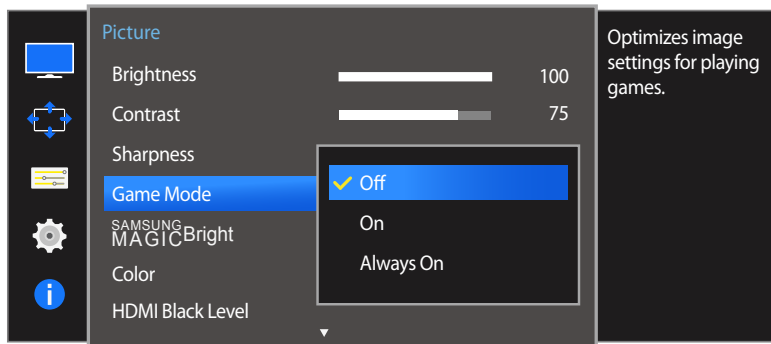 Picture
Brightness 100
Contrast 75
Sharpness
Game Mode
SAMSUNG
MAGICBright
Color
HDMI Black Level
Off
On
Always On
Optimizes image
settings for playing
games.